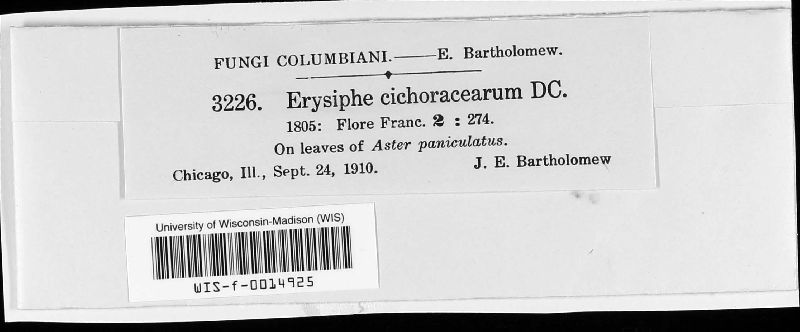 FUNGI COLUMBIANI.——E. Bartholomew.
3226. Erysiphe cichoracearum DC.
1805: Flore Franc. 2 : 274.
On leaves of Aster paniculatus.
Chicago, Ill., Sept. 24, 1910. J. E. Bartholomew
University of Wisconsin-Madison (WIS)
WIS-f-0014925